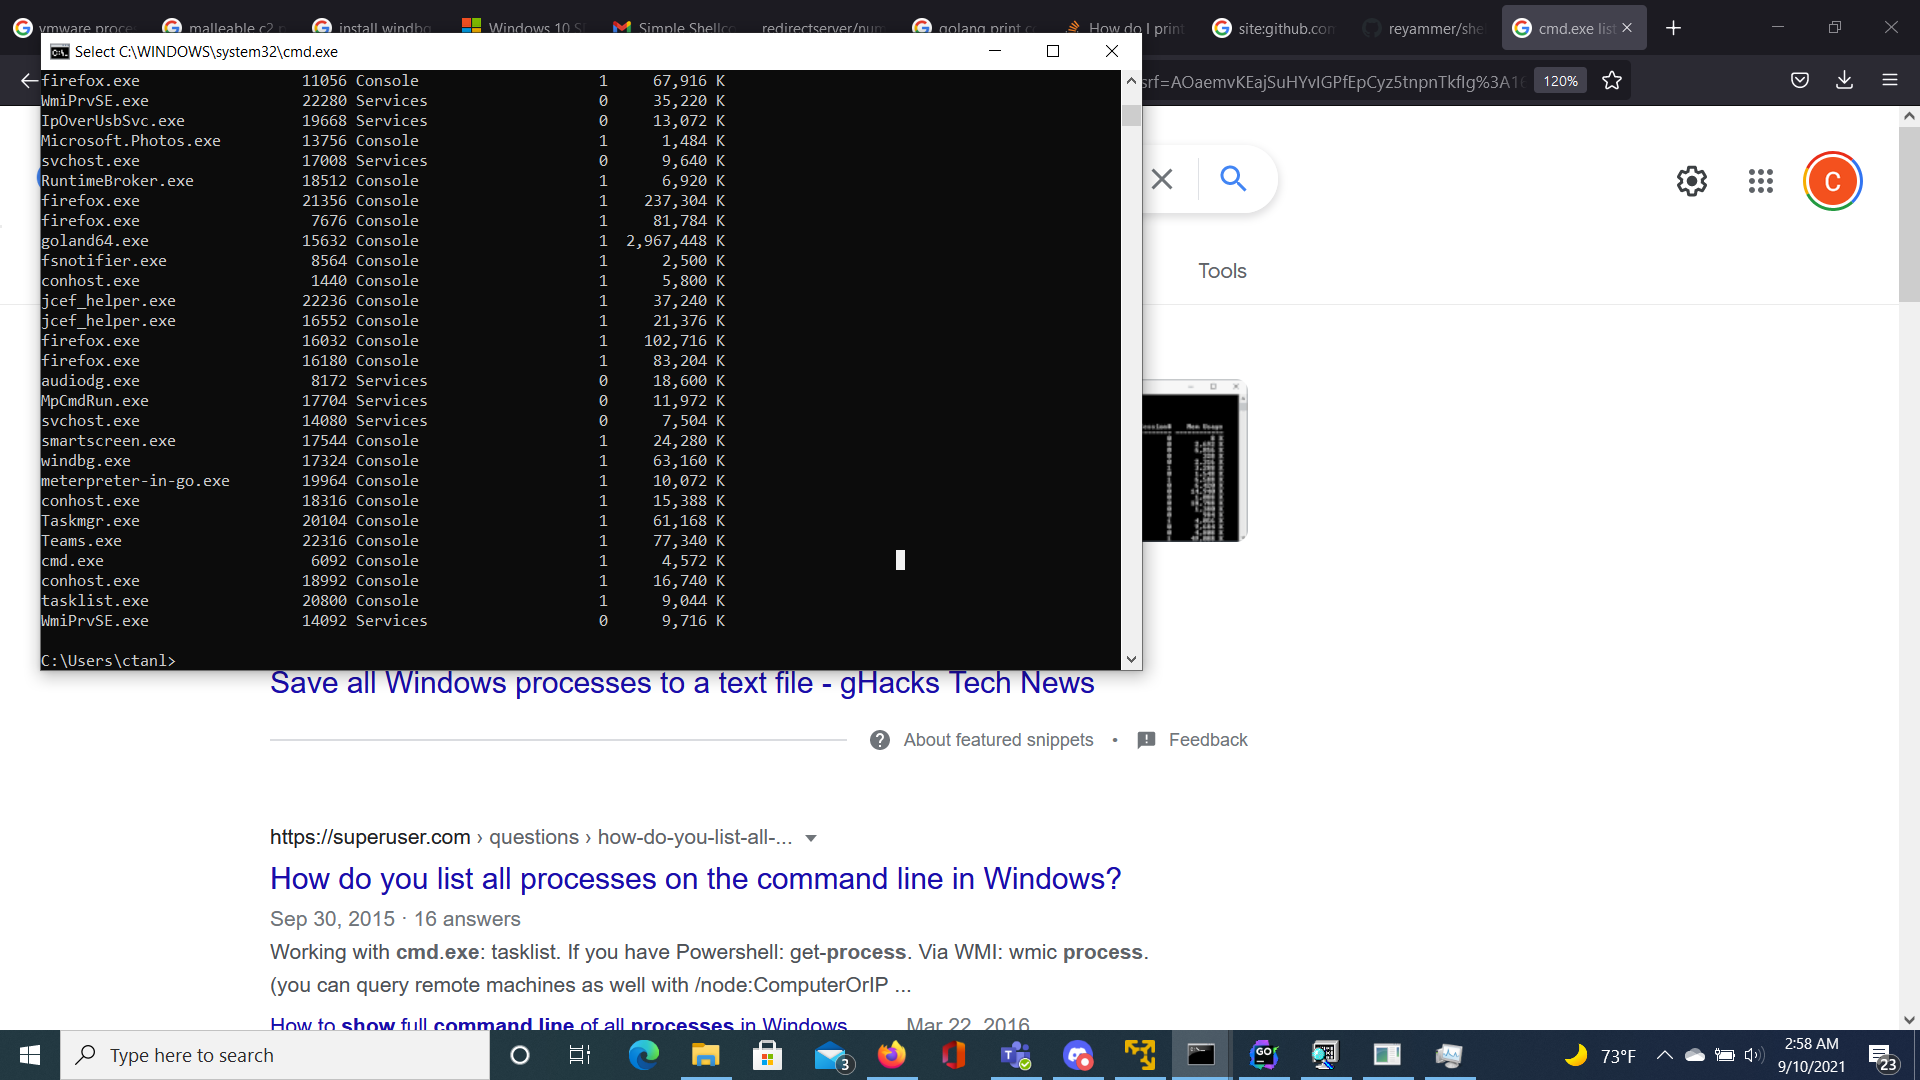 vmware proce
malleable c2 p
install windbg
Windows 10 S
Simple Shellco
redirectserver/num
golang print co
How do I print
site:github.com
reyammer/she
cmd.exe list
Select C:\WINDOWS\system32\cmd.exe
srf=AOaemvKEajSuHYvIGPfEpCyz5tnpnTkfIg%3A16
120%
firefox.exe 11056 Console 1 67,916 K
WmiPrvSE.exe 22280 Services 0 35,220 K
IpOverUsbSvc.exe 19668 Services 0 13,072 K
Microsoft.Photos.exe 13756 Console 1 1,484 K
svchost.exe 17008 Services 0 9,640 K
RuntimeBroker.exe 18512 Console 1 6,920 K
firefox.exe 21356 Console 1 237,304 K
firefox.exe 7676 Console 1 81,784 K
goland64.exe 15632 Console 1 2,967,448 K
fsnotifier.exe 8564 Console 1 2,500 K
conhost.exe 1440 Console 1 5,800 K
jcef_helper.exe 22236 Console 1 37,240 K
jcef_helper.exe 16552 Console 1 21,376 K
firefox.exe 16032 Console 1 102,716 K
firefox.exe 16180 Console 1 83,204 K
audiodg.exe 8172 Services 0 18,600 K
MpCmdRun.exe 17704 Services 0 11,972 K
svchost.exe 14080 Services 0 7,504 K
smartscreen.exe 17544 Console 1 24,280 K
windbg.exe 17324 Console 1 63,160 K
meterpreter-in-go.exe 19964 Console 1 10,072 K
conhost.exe 18316 Console 1 15,388 K
Taskmgr.exe 20104 Console 1 61,168 K
Teams.exe 22316 Console 1 77,340 K
cmd.exe 6092 Console 1 4,572 K
conhost.exe 18992 Console 1 16,740 K
tasklist.exe 20800 Console 1 9,044 K
WmiPrvSE.exe 14092 Services 0 9,716 K
C:\Users\ctanl>
C
Tools
Mem Usage
Save all Windows processes to a text file - gHacks Tech News
About featured snippets • Feedback
https://superuser.com › questions › how-do-you-list-all-...
How do you list all processes on the command line in Windows?
Sep 30, 2015 · 16 answers
Working with cmd.exe: tasklist. If you have Powershell: get-process. Via WMI: wmic process.
(you can query remote machines as well with /node:ComputerOrIP ...
How to show full command line of all processes in Windows
Mar 22, 2016
Type here to search
3
GO
73°F
2:58 AM
9/10/2021
23